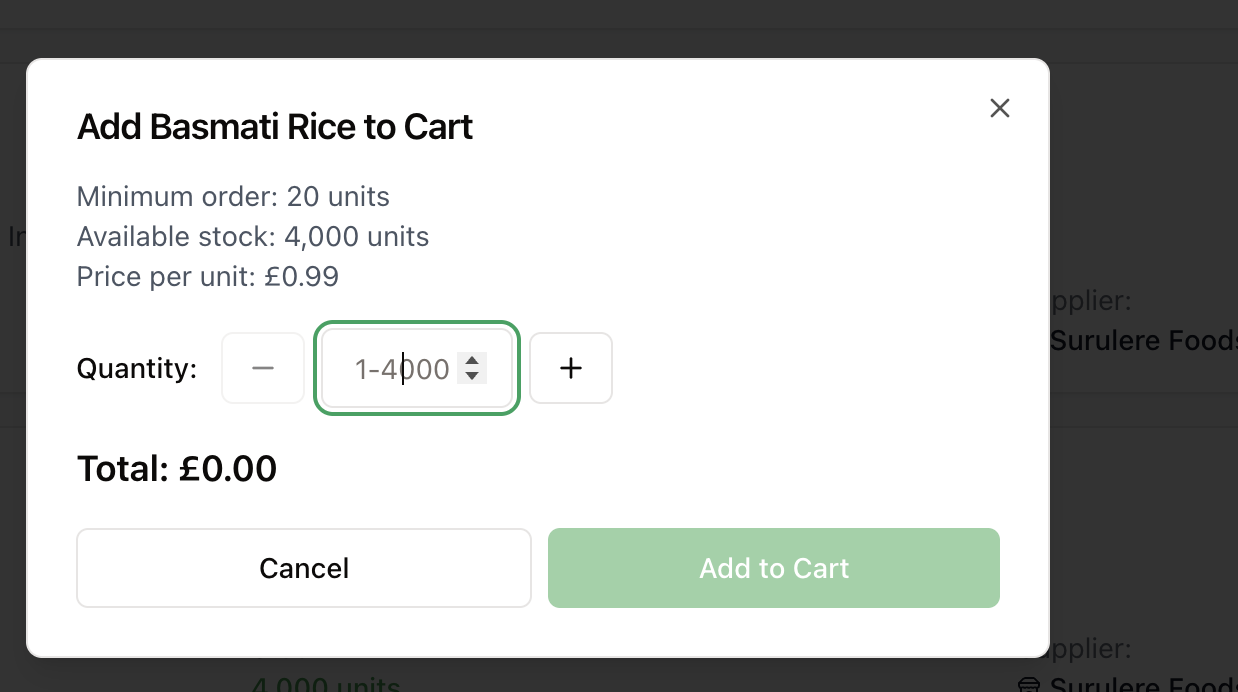 Add Basmati Rice to Cart
Minimum order: 20 units
Available stock: 4,000 units
In
Price per unit: £0.99
pplier:
Surulere Foods
Quantity:
1-4000
Total: £0.00
Cancel
Add to Cart
pplier:
4,000 units
Surulere Foods